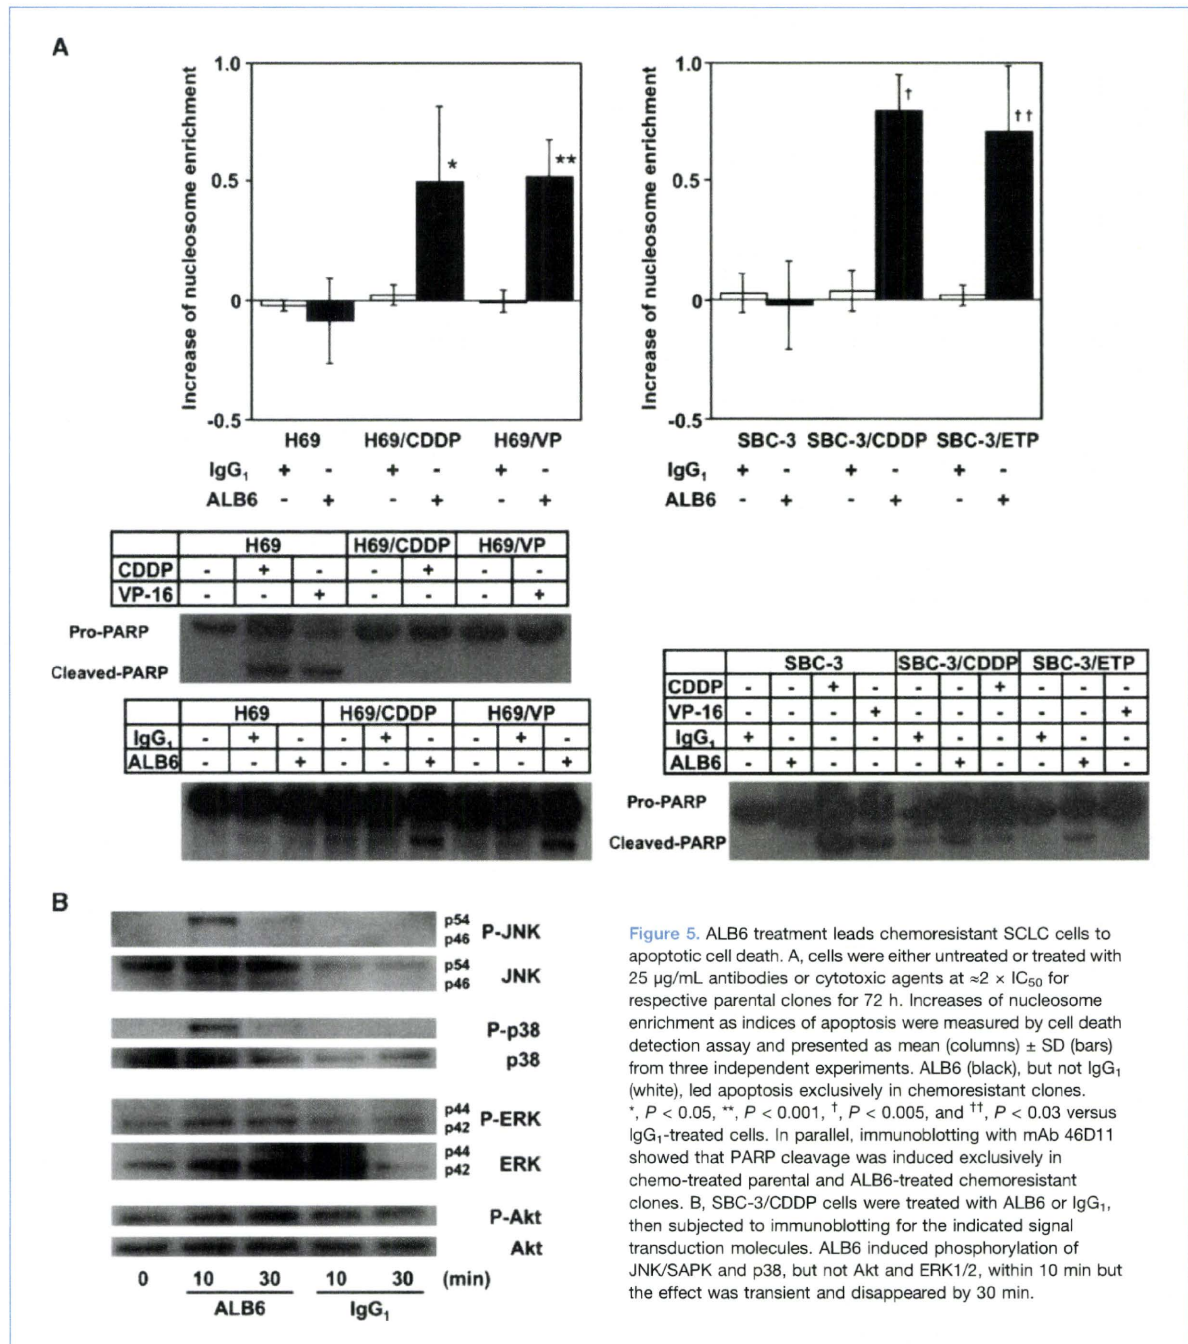 A
Increase of nucleosome enrichment
1.0
0.5
0
-0.5
*
**
H69 H69/CDDP H69/VP
IgG₁ + - + - + -
ALB6 - + - + - +
Increase of nucleosome enrichment
1.0
0.5
0
-0.5
†
††
SBC-3 SBC-3/CDDP SBC-3/ETP
IgG₁ + - + - + -
ALB6 - + - + - +
H69 H69/CDDP H69/VP
CDDP - + - - + - -
VP-16 - - + - - - +
Pro-PARP
Cleaved-PARP
H69 H69/CDDP H69/VP
IgG₁ - + - - + - - + -
ALB6 - - + - - + - - +
SBC-3 SBC-3/CDDP SBC-3/ETP
CDDP - - + - - - + - - -
VP-16 - - - + - - - - - +
IgG₁ + - - - + - - + - -
ALB6 - + - - - + - - + -
Pro-PARP
Cleaved-PARP
B
p54
p46 P-JNK
p54
p46 JNK
P-p38
p38
p44
p42 P-ERK
p44
p42 ERK
P-Akt
Akt
0 10 30 10 30 (min)
ALB6 IgG₁
Figure 5. ALB6 treatment leads chemoresistant SCLC cells to
apoptotic cell death. A, cells were either untreated or treated with
25 μg/mL antibodies or cytotoxic agents at ≈2 × IC₅₀ for
respective parental clones for 72 h. Increases of nucleosome
enrichment as indices of apoptosis were measured by cell death
detection assay and presented as mean (columns) ± SD (bars)
from three independent experiments. ALB6 (black), but not IgG₁
(white), led apoptosis exclusively in chemoresistant clones.
*, P < 0.05, **, P < 0.001, †, P < 0.005, and ††, P < 0.03 versus
IgG₁-treated cells. In parallel, immunoblotting with mAb 46D11
showed that PARP cleavage was induced exclusively in
chemo-treated parental and ALB6-treated chemoresistant
clones. B, SBC-3/CDDP cells were treated with ALB6 or IgG₁,
then subjected to immunoblotting for the indicated signal
transduction molecules. ALB6 induced phosphorylation of
JNK/SAPK and p38, but not Akt and ERK1/2, within 10 min but
the effect was transient and disappeared by 30 min.